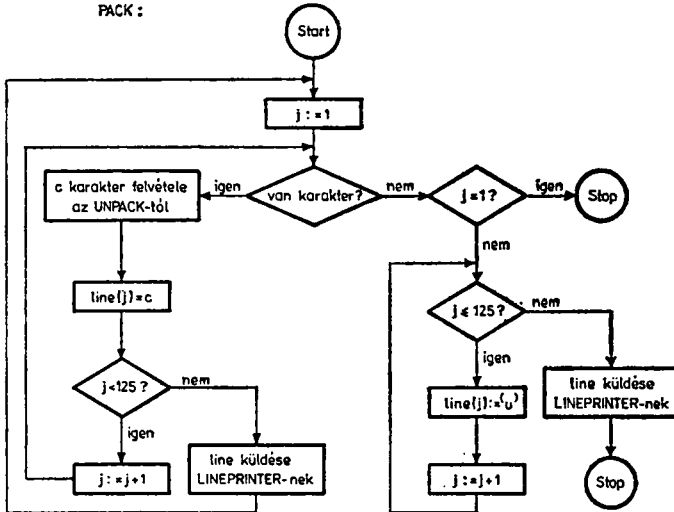 PACK:
Start
j:=1
van karakter?
igen
nem
c karakter felvétele
az UNPACK-tól
line(j)=c
j<125?
nem
igen
j:=j+1
line küldése
LINEPRINTER-nek
j=1?
igen
Stop
nem
j≤125?
nem
igen
line(j):='⊔'
j:=j+1
line küldése
LINEPRINTER-nek
Stop